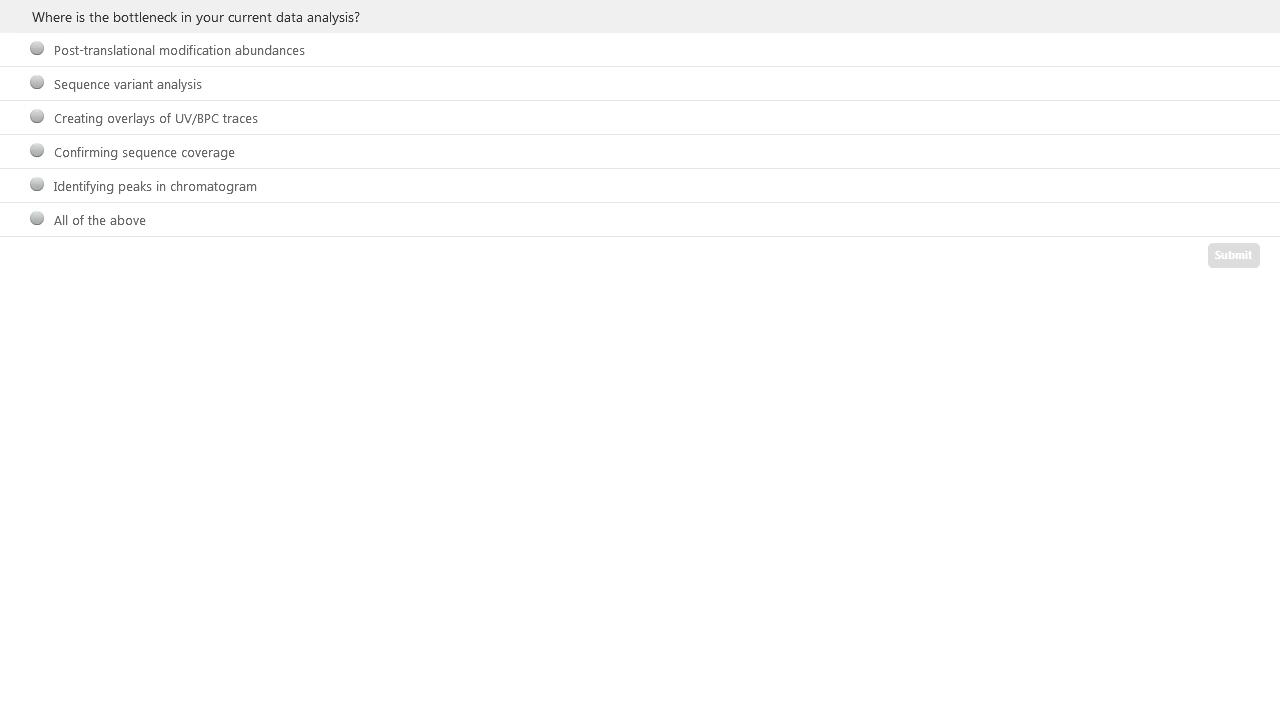 Where is the bottleneck in your current data analysis?
Post-translational modification abundances
Sequence variant analysis
Creating overlays of UV/BPC traces
Confirming sequence coverage
Identifying peaks in chromatogram
All of the above
Submit